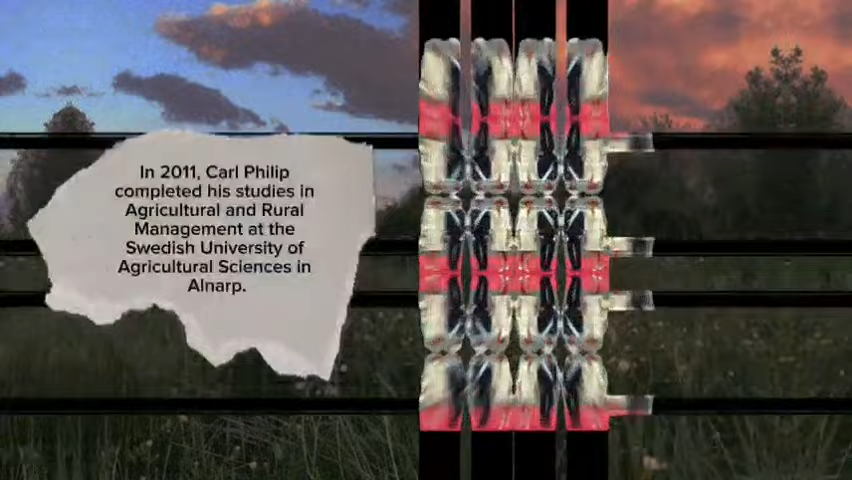 In 2011, Carl Philip
completed his studies in
Agricultural and Rural
Management at the
Swedish University of
Agricultural Sciences in
Alnarp.